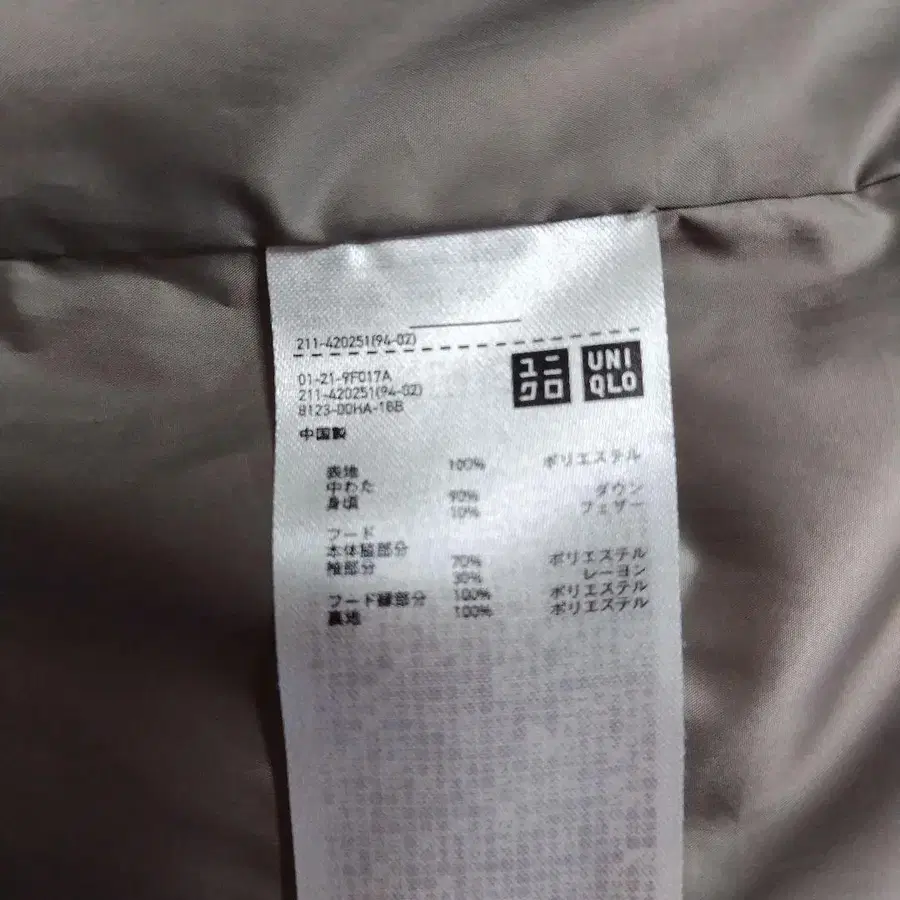 211-420251(94-02)
ユニクロ
UNIQLO
01-21-9F017A
211-420251(94-02)
8123-00HA-18B
中国製
表地 100% ポリエステル
中わた
身頃 90% ダウン
10% フェザー
フード
本体脇部分
袖部分 70% ポリエステル
30% レーヨン
フード縁部分 100% ポリエステル
裏地 100% ポリエステル